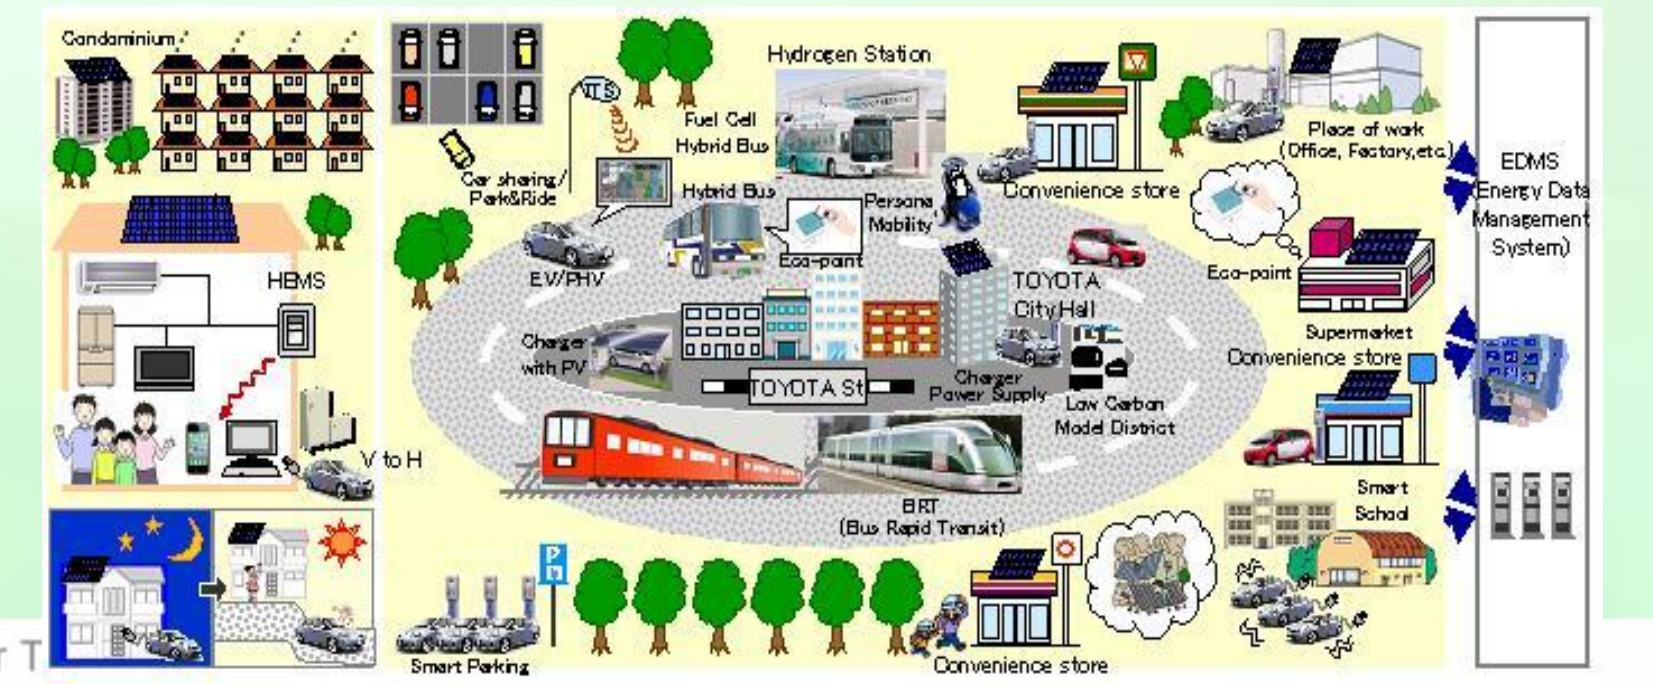 Condominium
HEMS
V to H
ITS
Car sharing/
Park&Ride
Fuel Cell
Hybrid Bus
Hydrogen Station
Hybrid Bus
Eco-point
EV/PHV
Persona
Mobility
Convenience store
Place of work
(Office, Factory,etc.)
Eco-point
Supermarket
Convenience store
TOYOTA
City Hall
Charger
with PV
TOYOTA St
Charger
Power Supply
Low Carbon
Model District
BRT
(Bus Rapid Transit)
Smart
School
P
Smart Parking
Convenience store
EDMS
(Energy Data
Management
System)
r T